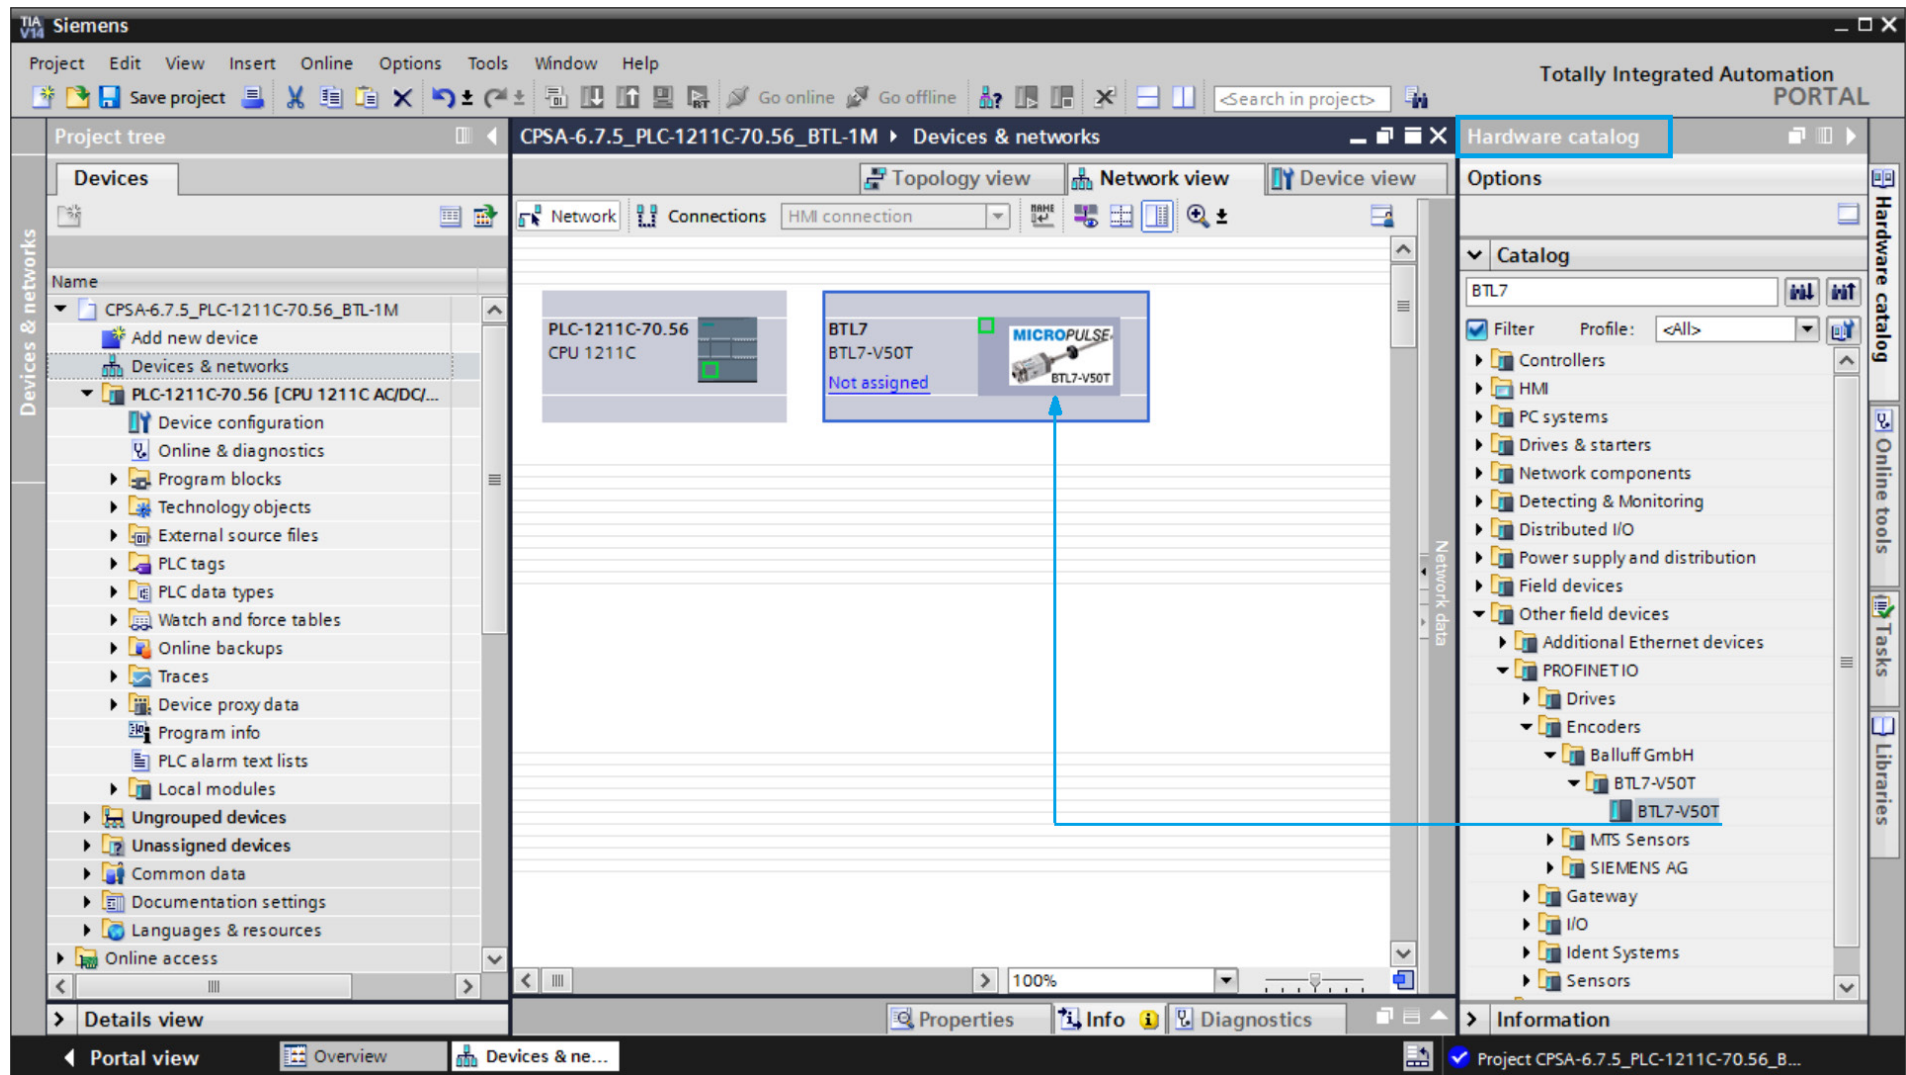 TIA V14 Siemens
Project Edit View Insert Online Options Tools Window Help
Totally Integrated Automation
PORTAL
Save project Go online Go offline <Search in project>
Project tree
Devices
Devices & networks
Name
CPSA-6.7.5_PLC-1211C-70.56_BTL-1M
Add new device
Devices & networks
PLC-1211C-70.56 [CPU 1211C AC/DC/...
Device configuration
Online & diagnostics
Program blocks
Technology objects
External source files
PLC tags
PLC data types
Watch and force tables
Online backups
Traces
Device proxy data
Program info
PLC alarm text lists
Local modules
Ungrouped devices
Unassigned devices
Common data
Documentation settings
Languages & resources
Online access
Details view
CPSA-6.7.5_PLC-1211C-70.56_BTL-1M Devices & networks
Topology view Network view Device view
Network Connections HMI connection
PLC-1211C-70.56
CPU 1211C
BTL7
BTL7-V50T
Not assigned
MICROPULSE
BTL7-V50T
Network data
100%
Properties Info Diagnostics
Hardware catalog
Options
Catalog
BTL7
Filter Profile: <All>
Controllers
HMI
PC systems
Drives & starters
Network components
Detecting & Monitoring
Distributed I/O
Power supply and distribution
Field devices
Other field devices
Additional Ethernet devices
PROFINET IO
Drives
Encoders
Balluff GmbH
BTL7-V50T
BTL7-V50T
MTS Sensors
SIEMENS AG
Gateway
I/O
Ident Systems
Sensors
Information
Hardware catalog
Online tools
Tasks
Libraries
Portal view Overview Devices & ne... Project CPSA-6.7.5_PLC-1211C-70.56_B...